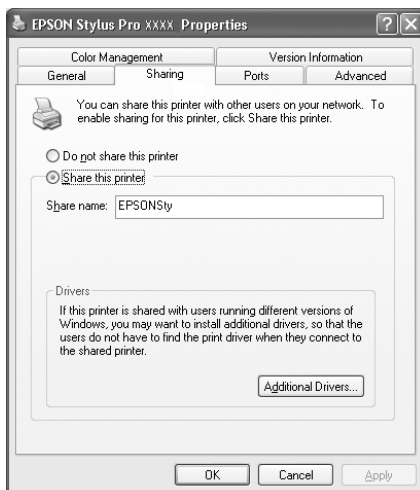 EPSON Stylus Pro XXXX Properties
Color Management Version Information
General Sharing Ports Advanced
You can share this printer with other users on your network. To
enable sharing for this printer, click Share this printer.
Do not share this printer
Share this printer
Share name: EPSONSty
Drivers
If this printer is shared with users running different versions of
Windows, you may want to install additional drivers, so that the
users do not have to find the print driver when they connect to
the shared printer.
Additional Drivers...
OK Cancel Apply